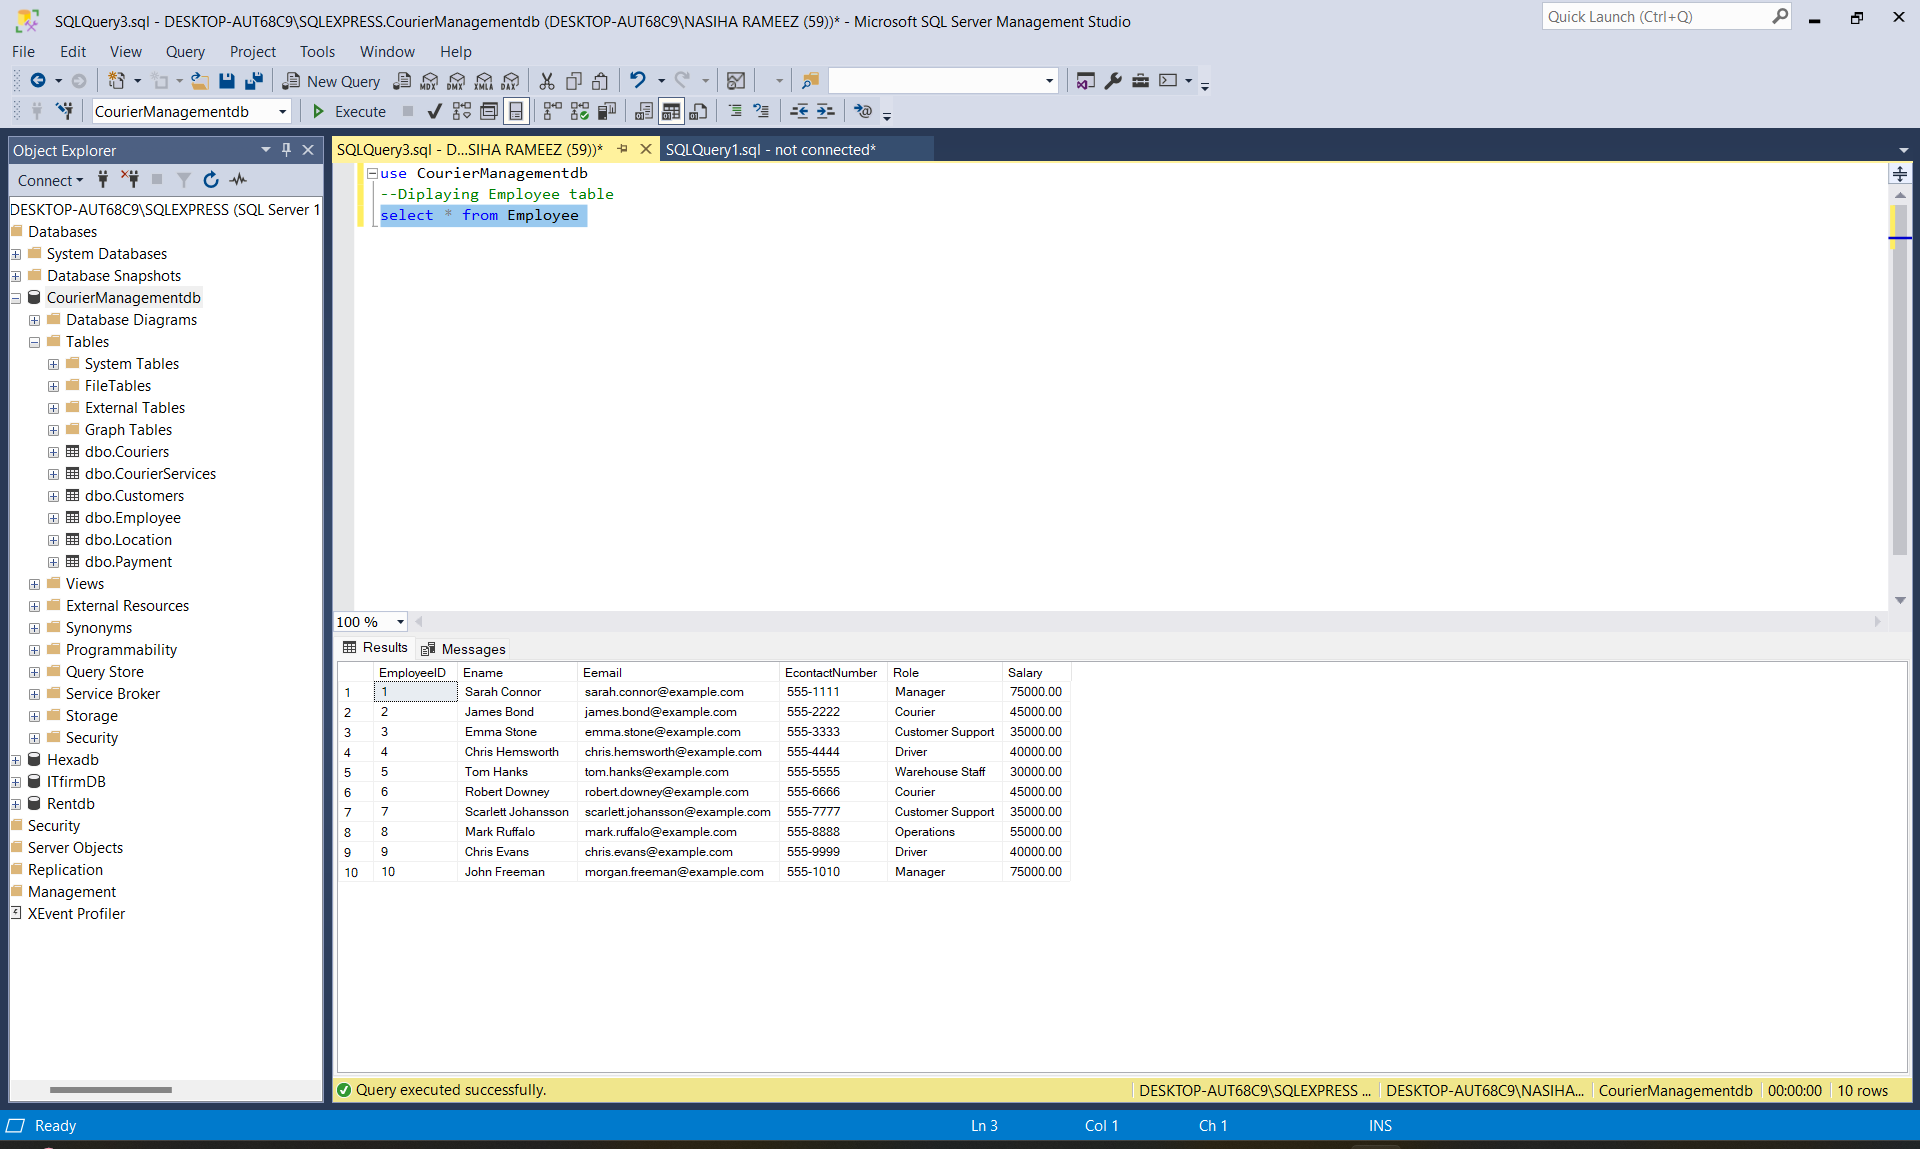 SQLQuery3.sql - DESKTOP-AUT68C9\SQLEXPRESS.CourierManagementdb (DESKTOP-AUT68C9\NASIHA RAMEEZ (59))* - Microsoft SQL Server Management Studio
Quick Launch (Ctrl+Q)
File Edit View Query Project Tools Window Help
New Query MDX DMX XMLA DAX
CourierManagementdb Execute
Object Explorer
Connect
DESKTOP-AUT68C9\SQLEXPRESS (SQL Server 1
Databases
System Databases
Database Snapshots
CourierManagementdb
Database Diagrams
Tables
System Tables
FileTables
External Tables
Graph Tables
dbo.Couriers
dbo.CourierServices
dbo.Customers
dbo.Employee
dbo.Location
dbo.Payment
Views
External Resources
Synonyms
Programmability
Query Store
Service Broker
Storage
Security
Hexadb
ITfirmDB
Rentdb
Security
Server Objects
Replication
Management
XEvent Profiler
SQLQuery3.sql - D...SIHA RAMEEZ (59))* SQLQuery1.sql - not connected*
use CourierManagementdb
--Diplaying Employee table
select * from Employee
100 %
Results Messages
EmployeeID Ename Eemail EcontactNumber Role Salary
1 1 Sarah Connor sarah.connor@example.com 555-1111 Manager 75000.00
2 2 James Bond james.bond@example.com 555-2222 Courier 45000.00
3 3 Emma Stone emma.stone@example.com 555-3333 Customer Support 35000.00
4 4 Chris Hemsworth chris.hemsworth@example.com 555-4444 Driver 40000.00
5 5 Tom Hanks tom.hanks@example.com 555-5555 Warehouse Staff 30000.00
6 6 Robert Downey robert.downey@example.com 555-6666 Courier 45000.00
7 7 Scarlett Johansson scarlett.johansson@example.com 555-7777 Customer Support 35000.00
8 8 Mark Ruffalo mark.ruffalo@example.com 555-8888 Operations 55000.00
9 9 Chris Evans chris.evans@example.com 555-9999 Driver 40000.00
10 10 John Freeman morgan.freeman@example.com 555-1010 Manager 75000.00
Query executed successfully. DESKTOP-AUT68C9\SQLEXPRESS ... DESKTOP-AUT68C9\NASIHA... CourierManagementdb 00:00:00 10 rows
Ready Ln 3 Col 1 Ch 1 INS